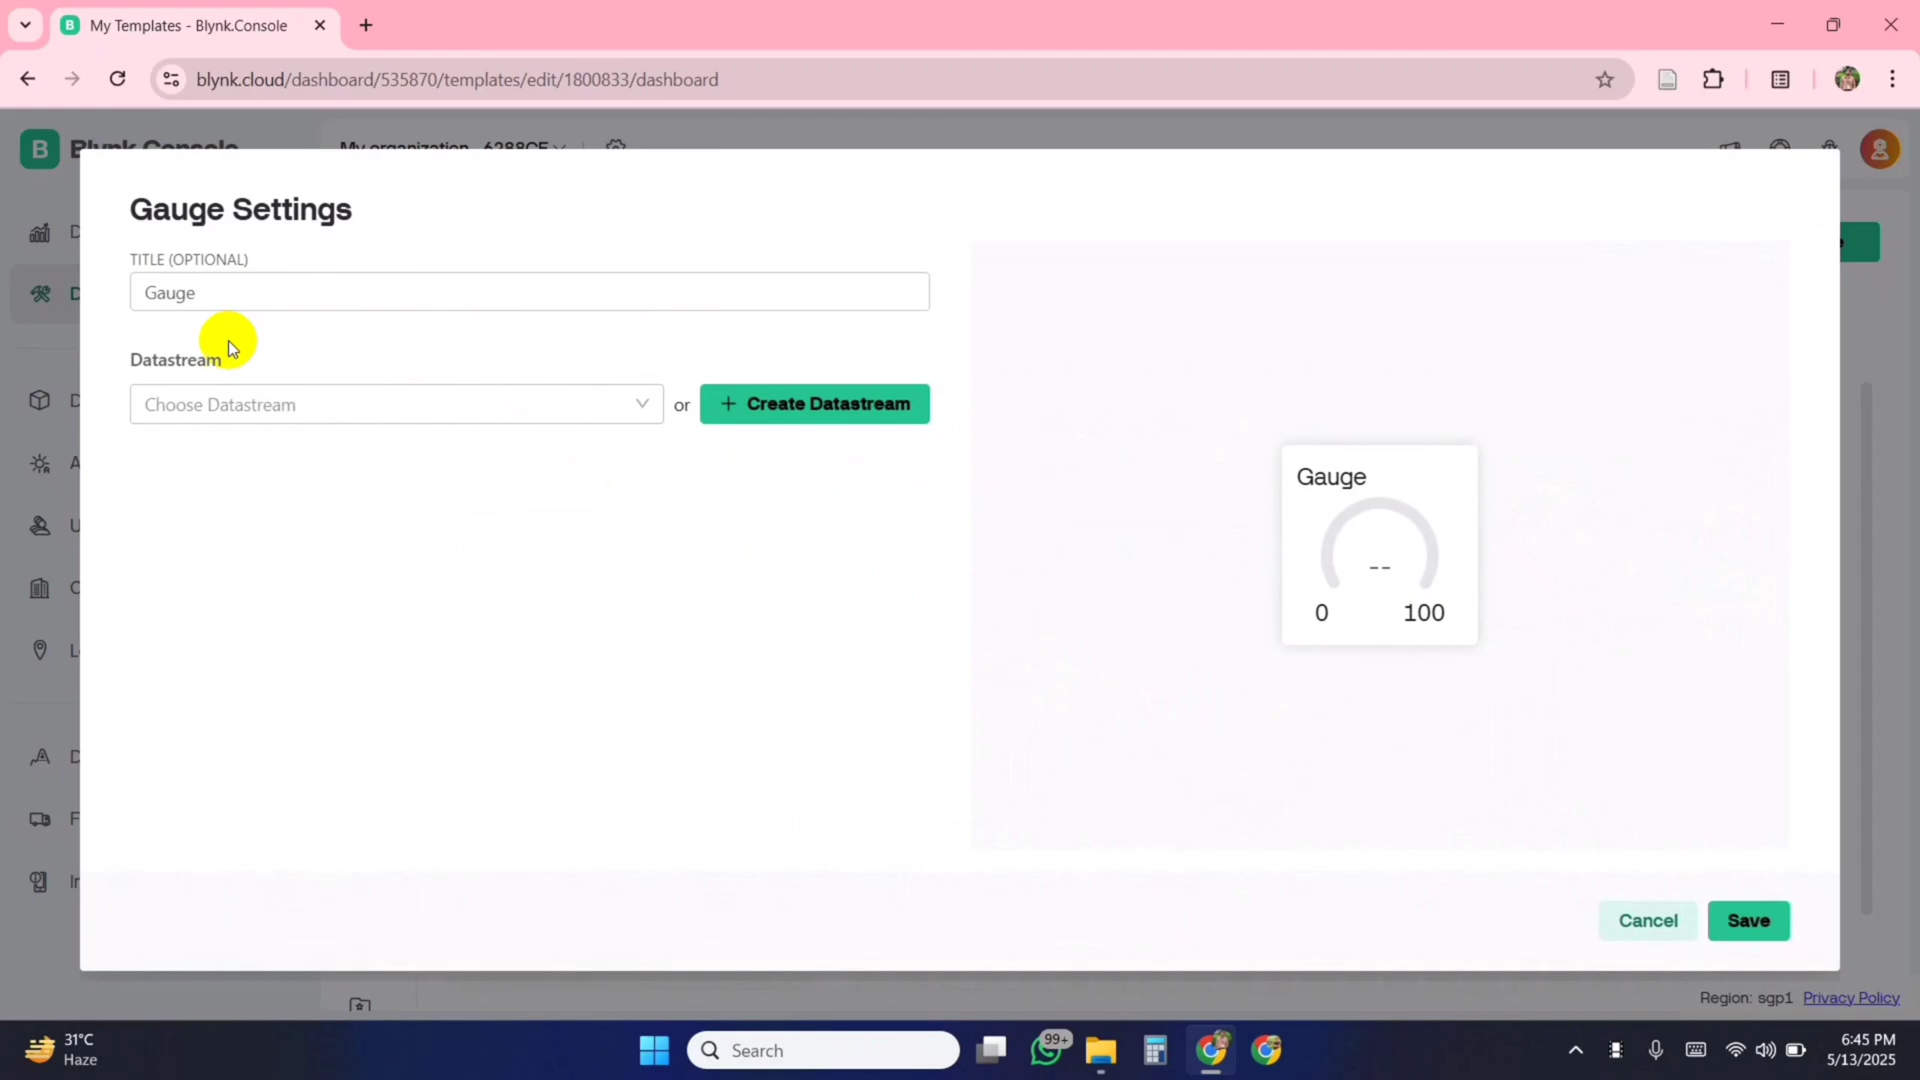 My Templates - Blynk.Console
blynk.cloud/dashboard/535870/templates/edit/1800833/dashboard
B
Blynk Console
My organization - 6288CE
Gauge Settings
TITLE (OPTIONAL)
Gauge
Datastream
Choose Datastream
or
+ Create Datastream
Gauge
--
0 100
Cancel
Save
Region: sgp1 Privacy Policy
31°C
Haze
Search
99+
6:45 PM
5/13/2025